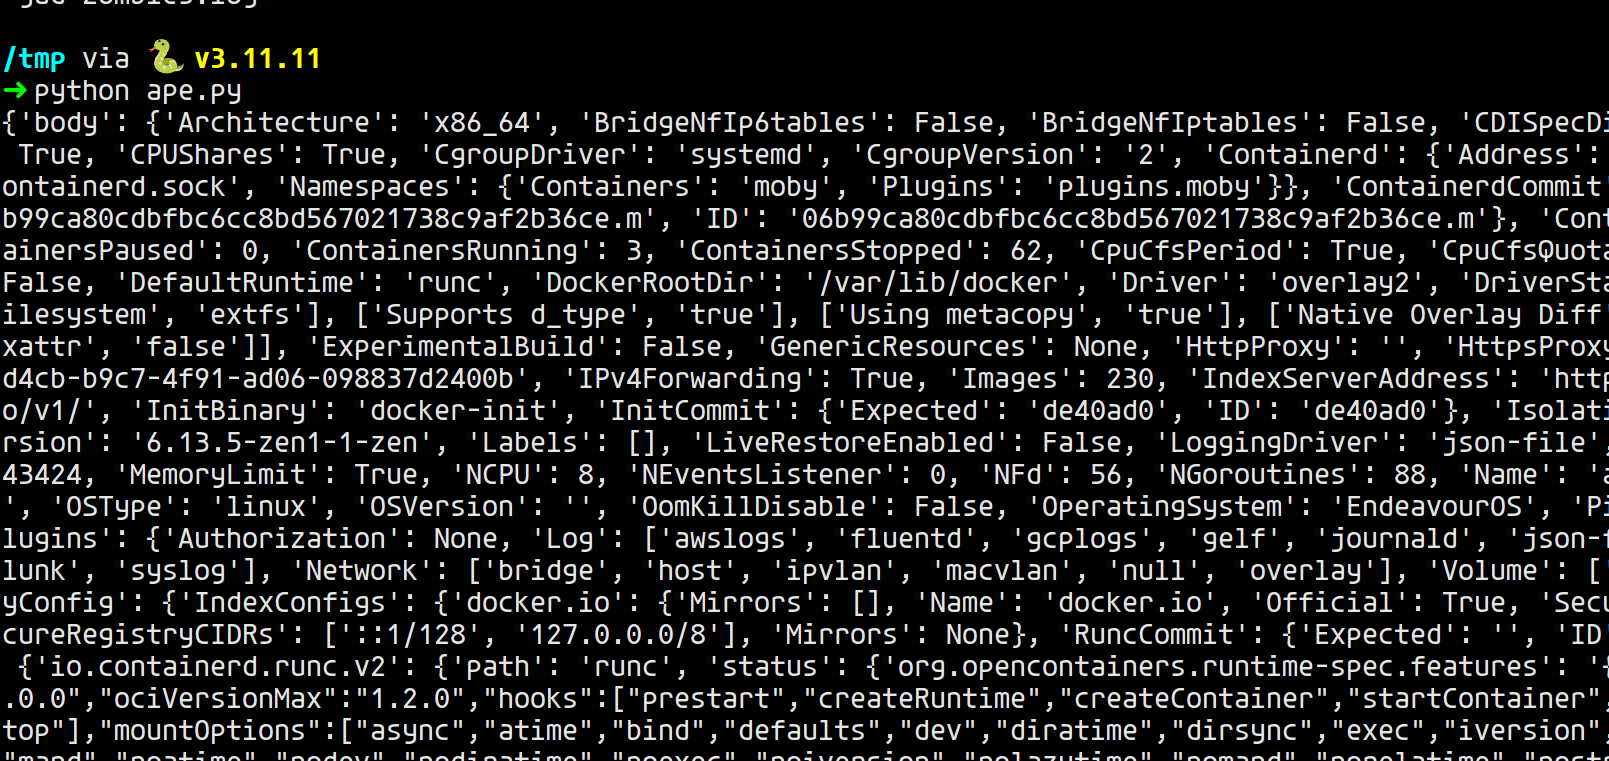 /tmp via 🐍 v3.11.11
➜ python ape.py
{'body': {'Architecture': 'x86_64', 'BridgeNfIp6tables': False, 'BridgeNfIptables': False, 'CDISpecDi
True, 'CPUShares': True, 'CgroupDriver': 'systemd', 'CgroupVersion': '2', 'Containerd': {'Address':
ontainerd.sock', 'Namespaces': {'Containers': 'moby', 'Plugins': 'plugins.moby'}}, 'ContainerdCommit'
b99ca80cdbfbc6cc8bd567021738c9af2b36ce.m', 'ID': '06b99ca80cdbfbc6cc8bd567021738c9af2b36ce.m'}, 'Cont
ainersPaused': 0, 'ContainersRunning': 3, 'ContainersStopped': 62, 'CpuCfsPeriod': True, 'CpuCfsQuota
False, 'DefaultRuntime': 'runc', 'DockerRootDir': '/var/lib/docker', 'Driver': 'overlay2', 'DriverSta
ilesystem', 'extfs'], ['Supports d_type', 'true'], ['Using metacopy', 'true'], ['Native Overlay Diff'
xattr', 'false']], 'ExperimentalBuild': False, 'GenericResources': None, 'HttpProxy': '', 'HttpsProxy
d4cb-b9c7-4f91-ad06-098837d2400b', 'IPv4Forwarding': True, 'Images': 230, 'IndexServerAddress': 'http
o/v1/', 'InitBinary': 'docker-init', 'InitCommit': {'Expected': 'de40ad0', 'ID': 'de40ad0'}, 'Isolati
rsion': '6.13.5-zen1-1-zen', 'Labels': [], 'LiveRestoreEnabled': False, 'LoggingDriver': 'json-file',
43424, 'MemoryLimit': True, 'NCPU': 8, 'NEventsListener': 0, 'NFd': 56, 'NGoroutines': 88, 'Name': 'a
', 'OSType': 'linux', 'OSVersion': '', 'OomKillDisable': False, 'OperatingSystem': 'EndeavourOS', 'Pi
lugins': {'Authorization': None, 'Log': ['awslogs', 'fluentd', 'gcplogs', 'gelf', 'journald', 'json-f
lunk', 'syslog'], 'Network': ['bridge', 'host', 'ipvlan', 'macvlan', 'null', 'overlay'], 'Volume': ['
yConfig': {'IndexConfigs': {'docker.io': {'Mirrors': [], 'Name': 'docker.io', 'Official': True, 'Secu
cureRegistryCIDRs': ['::1/128', '127.0.0.0/8'], 'Mirrors': None}, 'RuncCommit': {'Expected': '', 'ID'
{'io.containerd.runc.v2': {'path': 'runc', 'status': {'org.opencontainers.runtime-spec.features': '{
.0.0","ociVersionMax":"1.2.0","hooks":["prestart","createRuntime","createContainer","startContainer",
top"],"mountOptions":["async","atime","bind","defaults","dev","diratime","dirsync","exec","iversion",